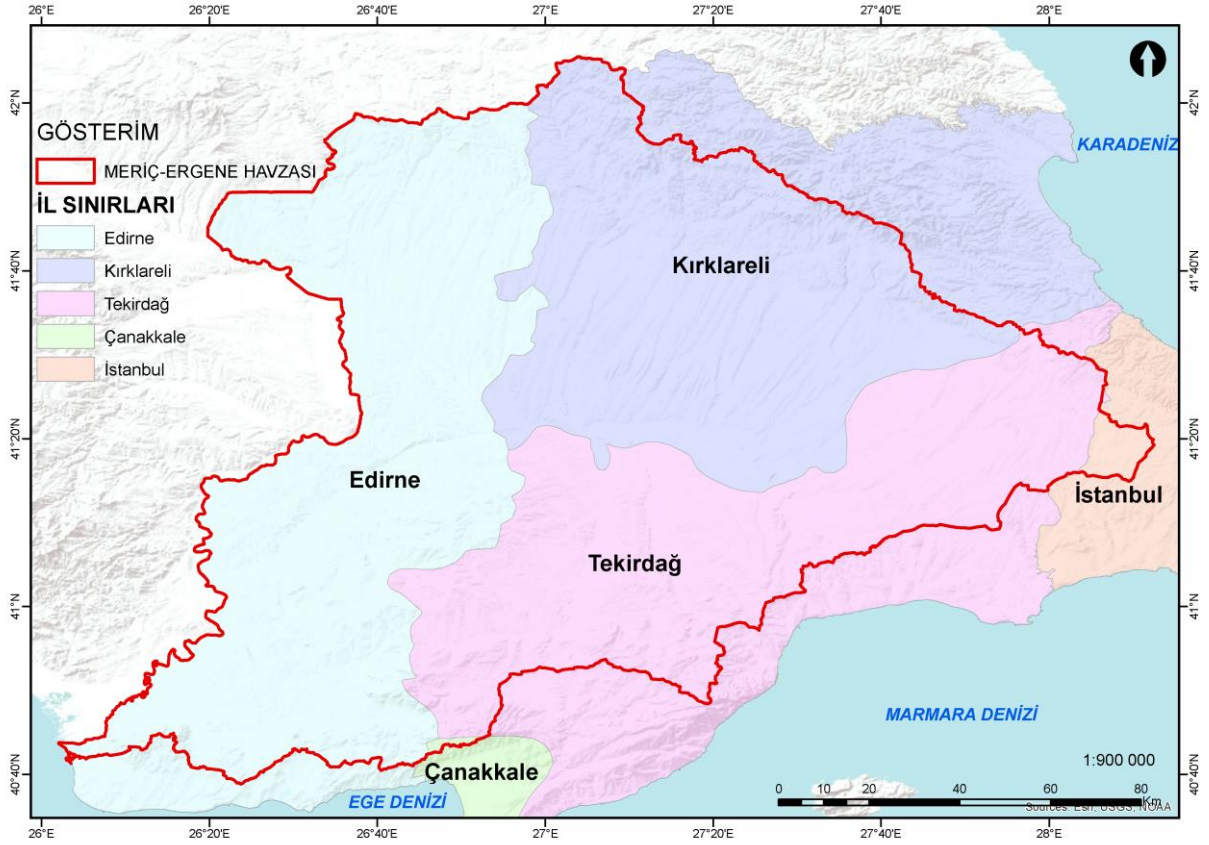 26°E 26°20'E 26°40'E 27°E 27°20'E 27°40'E 28°E
42°N 42°N
GÖSTERİM
MERİÇ-ERGENE HAVZASI
İL SINIRLARI
Edirne
Kırklareli
Tekirdağ
Çanakkale
İstanbul
KARADENİZ
Kırklareli
41°40'N 41°40'N
41°20'N 41°20'N
Edirne
İstanbul
Tekirdağ
41°N 41°N
MARMARA DENİZİ
1:900 000
40°40'N 40°40'N
Çanakkale
EGE DENİZİ
0 5 10 20 40 60 80
Km
Sources: Esri, USGS, NOAA
26°E 26°20'E 26°40'E 27°E 27°20'E 27°40'E 28°E